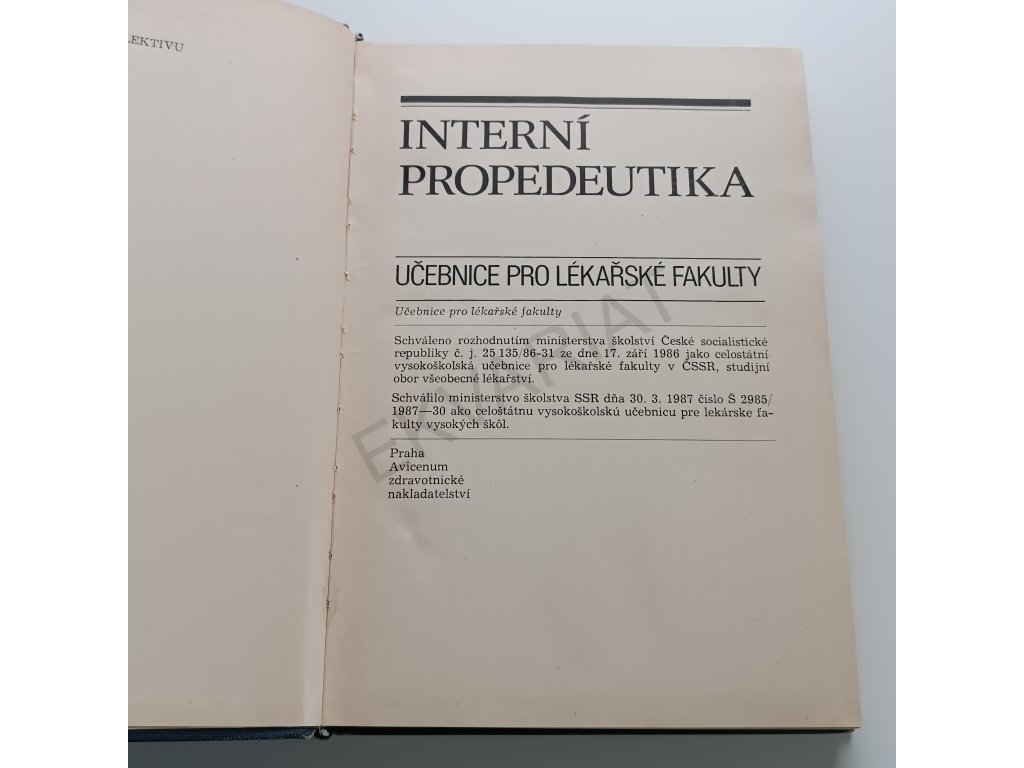 LEKTIVU
INTERNÍ
PROPEDEUTIKA
UČEBNICE PRO LÉKAŘSKÉ FAKULTY
Učebnice pro lékařské fakulty
Schváleno rozhodnutím ministerstva školství České socialistické
republiky č. j. 25 135/86-31 ze dne 17. září 1986 jako celostátní
vysokoškolská učebnice pro lékařské fakulty v ČSSR, studijní
obor všeobecné lékařství.
Schválilo ministerstvo školstva SSR dňa 30. 3. 1987 číslo Š 2985/
1987—30 ako celoštátnu vysokoškolskú učebnicu pre lekárske fa-
kulty vysokých škôl.
Praha
Avicenum
zdravotnické
nakladatelství
EKVARIAT